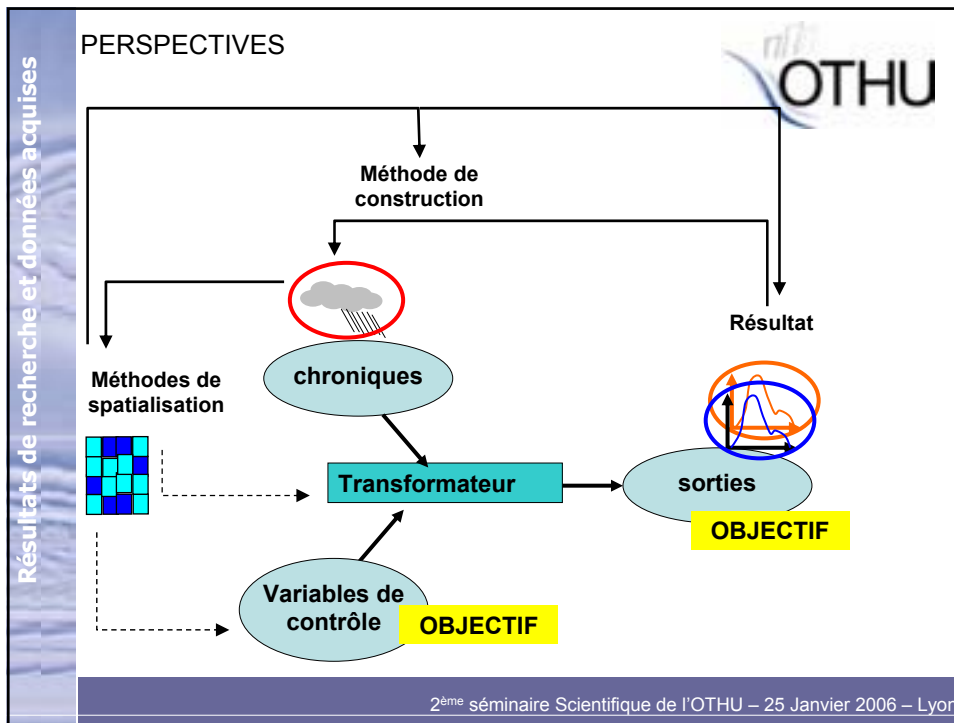 Résultats de recherche et données acquises
PERSPECTIVES
OTHU
Méthode de
construction
Résultat
chroniques
Méthodes de
spatialisation
Transformateur
sorties
OBJECTIF
Variables de
contrôle
OBJECTIF
2ème séminaire Scientifique de l'OTHU – 25 Janvier 2006 – Lyon